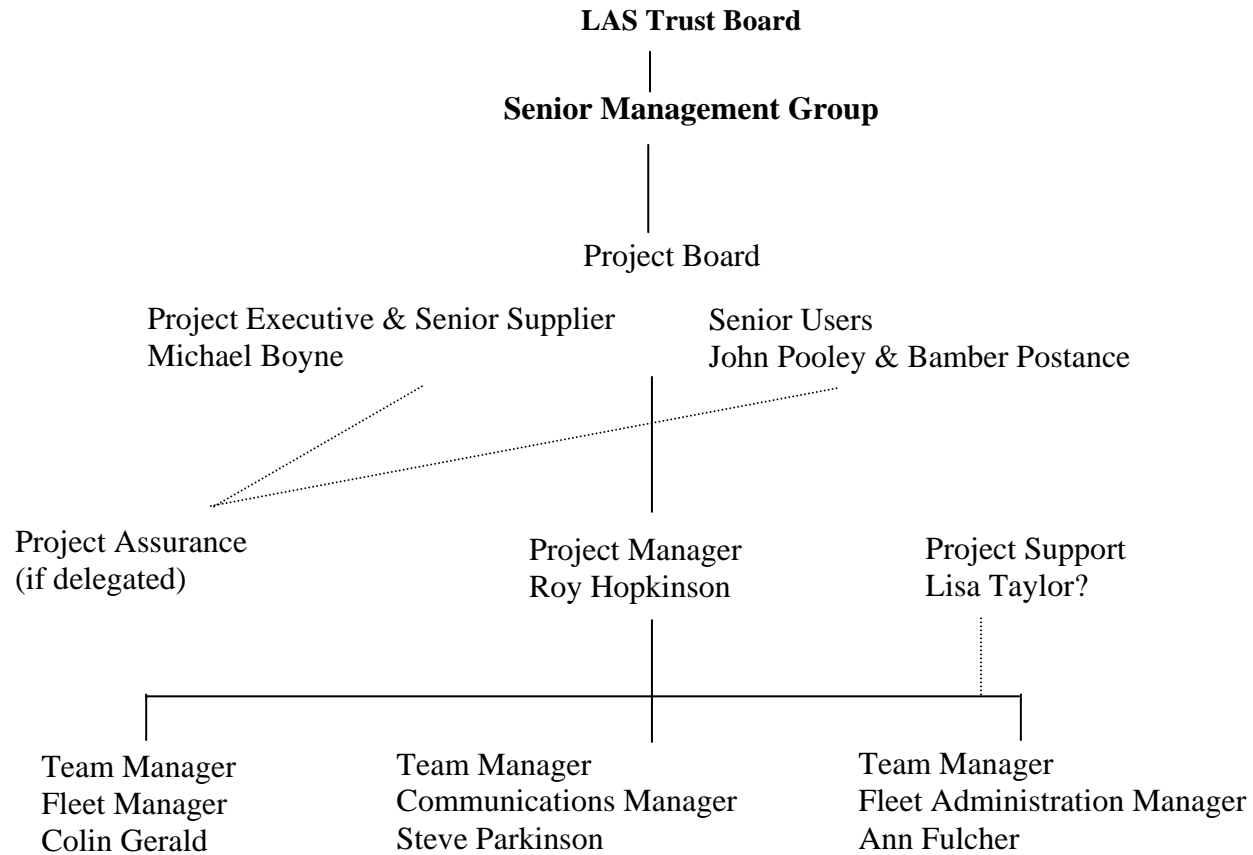 LAS Trust Board
Senior Management Group
Project Board
Project Executive & Senior Supplier
Michael Boyne
Senior Users
John Pooley & Bamber Postance
Project Assurance
(if delegated)
Project Manager
Roy Hopkinson
Project Support
Lisa Taylor?
Team Manager
Fleet Manager
Colin Gerald
Team Manager
Communications Manager
Steve Parkinson
Team Manager
Fleet Administration Manager
Ann Fulcher